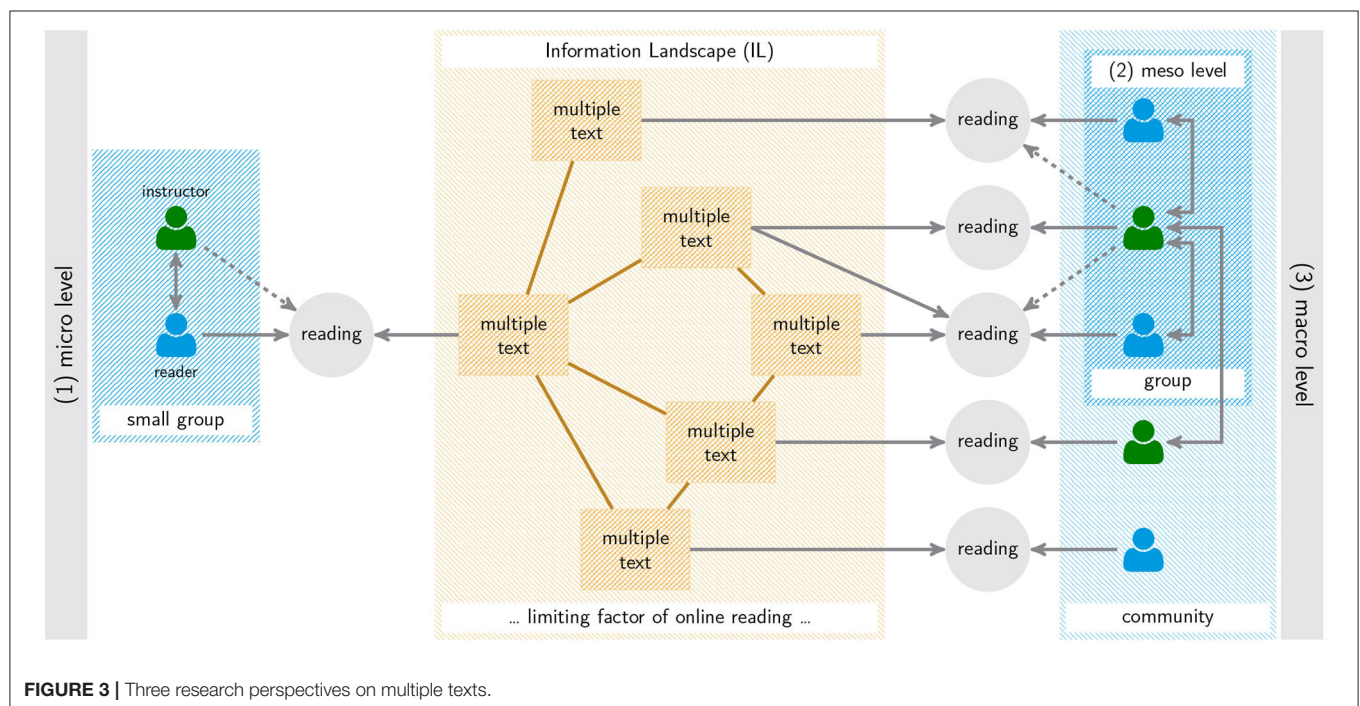 (1) micro level
instructor
reader
small group
reading
Information Landscape (IL)
multiple
text
multiple
text
multiple
text
multiple
text
multiple
text
multiple
text
... limiting factor of online reading ...
reading
reading
reading
reading
reading
(2) meso level
group
community
(3) macro level
FIGURE 3 | Three research perspectives on multiple texts.